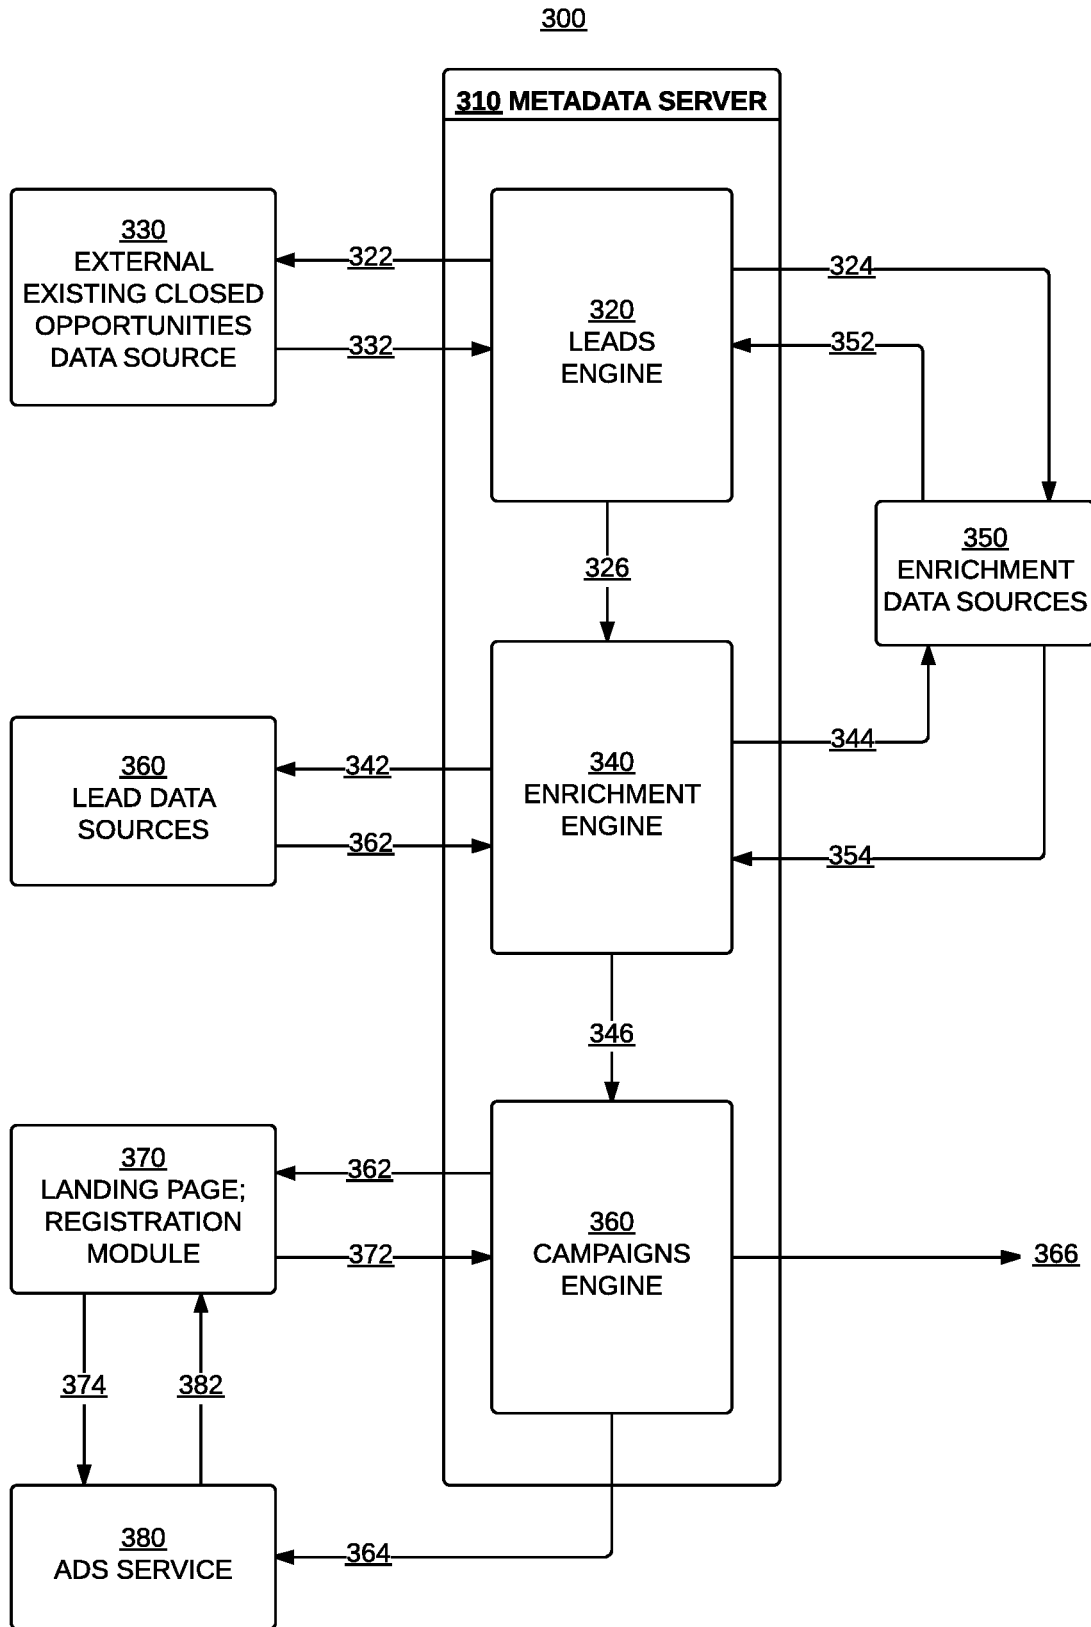 300
310 METADATA SERVER
330
EXTERNAL
EXISTING CLOSED
OPPORTUNITIES
DATA SOURCE
322
332
320
LEADS
ENGINE
324
352
326
350
ENRICHMENT
DATA SOURCES
360
LEAD DATA
SOURCES
342
362
340
ENRICHMENT
ENGINE
344
354
346
370
LANDING PAGE;
REGISTRATION
MODULE
362
372
360
CAMPAIGNS
ENGINE
366
374
382
380
ADS SERVICE
364